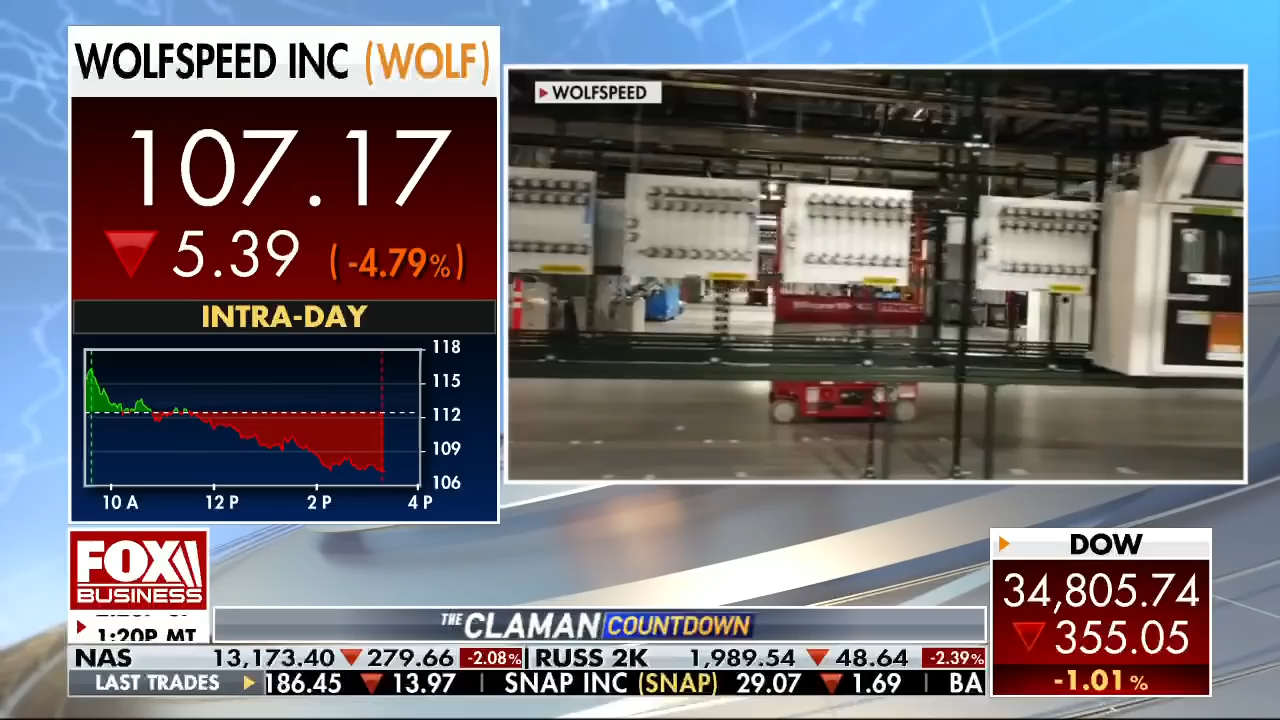 WOLFSPEED INC (WOLF)
107.17
▼ 5.39 (-4.79%)
INTRA-DAY
118
115
112
109
106
10 A 12 P 2 P 4 P
▶ WOLFSPEED
FOX
BUSINESS
1:20P MT
THE CLAMAN COUNTDOWN
DOW
34,805.74
▼ 355.05
-1.01%
NAS 13,173.40 ▼ 279.66 -2.08% RUSS 2K 1,989.54 ▼ 48.64 -2.39%
LAST TRADES ▶ 186.45 ▼ 13.97 | SNAP INC (SNAP) 29.07 ▼ 1.69 | BA